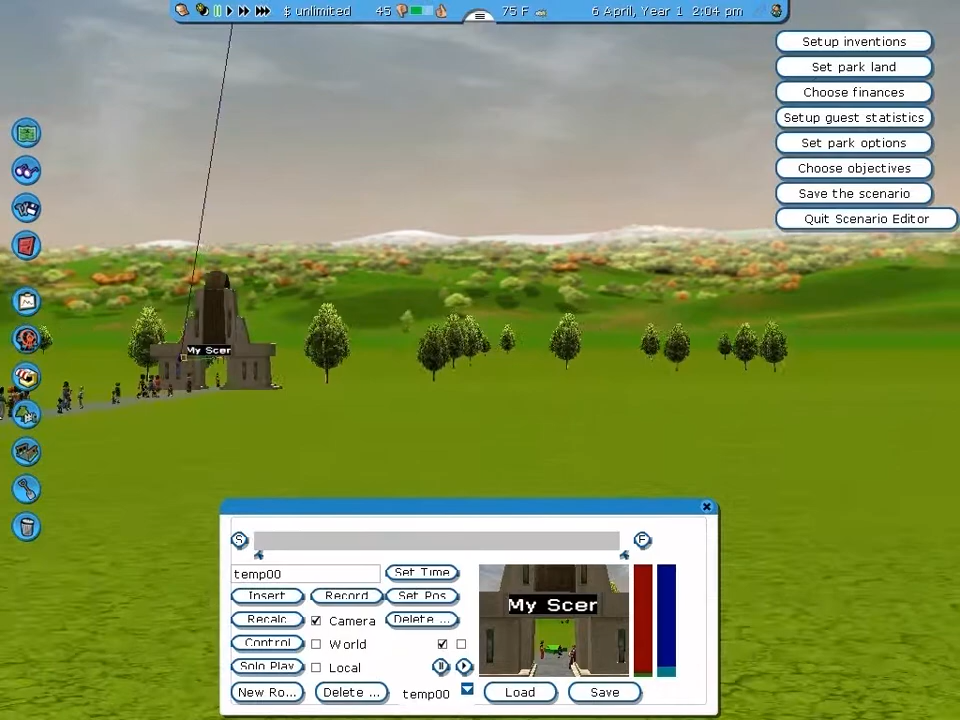 $ unlimited 45 75 F 6 April, Year 1 2:04 pm
Setup inventions
Set park land
Choose finances
Setup guest statistics
Set park options
Choose objectives
Save the scenario
Quit Scenario Editor
My Scer
S F
temp00 Set Time
Insert Record Set Pos
Recalc Camera Delete ...
Control World
Solo Play Local
New Ro... Delete ... temp00 Load Save
My Scer